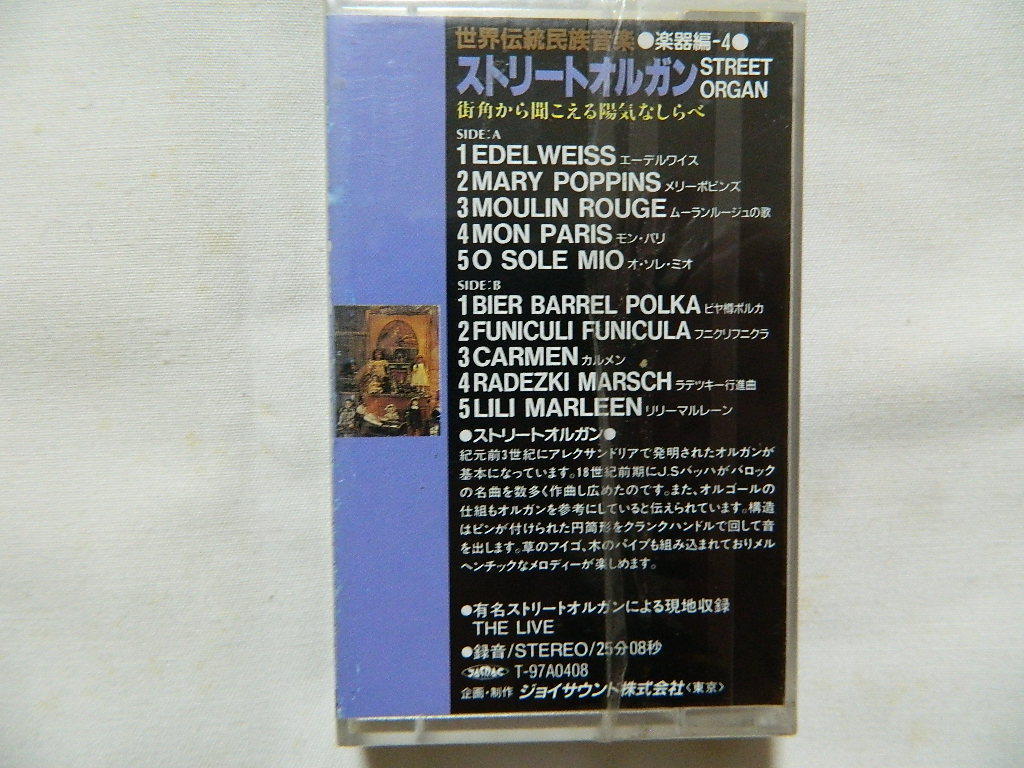 世界伝統民族音楽●楽器編-4●
ストリートオルガン STREET ORGAN
街角から聞こえる陽気なしらべ
SIDE:A
1 EDELWEISS エーデルワイス
2 MARY POPPINS メリーポピンズ
3 MOULIN ROUGE ムーランルージュの歌
4 MON PARIS モン・パリ
5 O SOLE MIO オ・ソレ・ミオ
SIDE:B
1 BIER BARREL POLKA ビヤ樽ポルカ
2 FUNICULI FUNICULA フニクリフニクラ
3 CARMEN カルメン
4 RADEZKI MARSCH ラデツキー行進曲
5 LILI MARLEEN リリーマルレーン
●ストリートオルガン●
紀元前3世紀にアレクサンドリアで発明されたオルガンが
基本になっています。18世紀前期にJ.Sバッハがバロック
の名曲を数多く作曲し広めたのです。また、オルゴールの
仕組もオルガンを参考にしていると伝えられています。構造
はピンが付けられた円筒形をクランクハンドルで回して音
を出します。草のフイゴ、木のパイプも組み込まれておりメル
ヘンチックなメロディーが楽しめます。
●有名ストリートオルガンによる現地収録
THE LIVE
●録音/STEREO/25分08秒
T-97A0408
企画・制作 ジョイサウンド株式会社〈東京〉